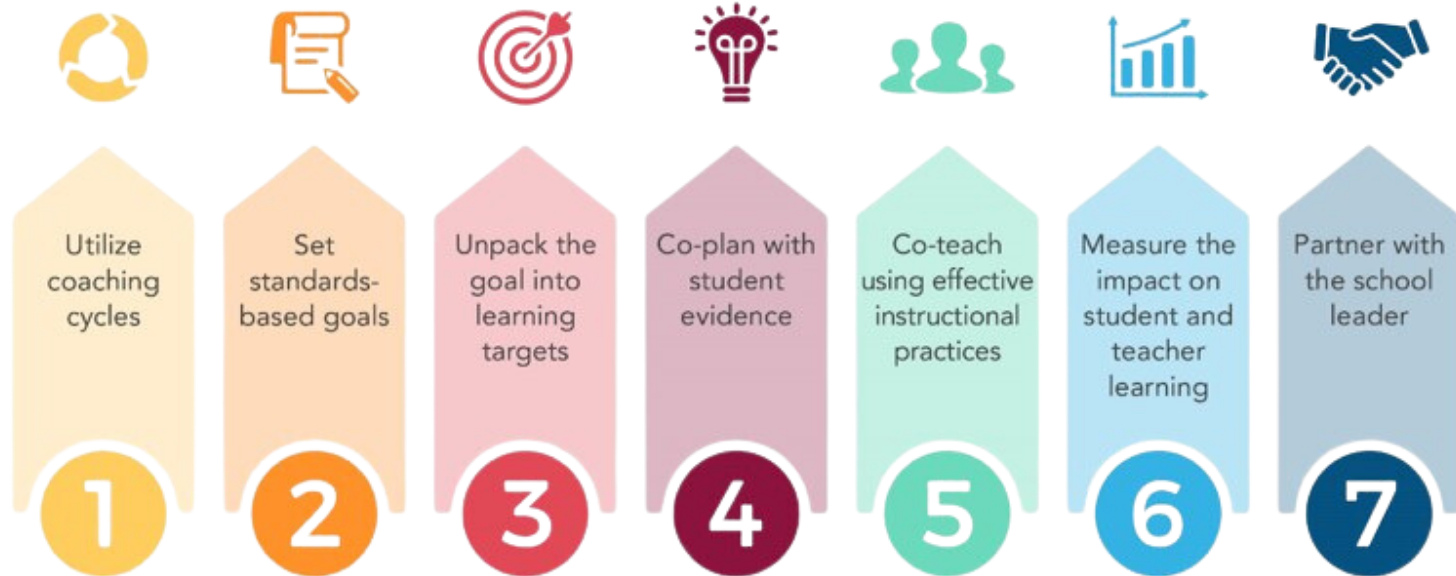 Utilize
coaching
cycles
1
Set
standards-
based goals
2
Unpack the
goal into
learning
targets
3
Co-plan with
student
evidence
4
Co-teach
using effective
instructional
practices
5
Measure the
impact on
student and
teacher
learning
6
Partner with
the school
leader
7